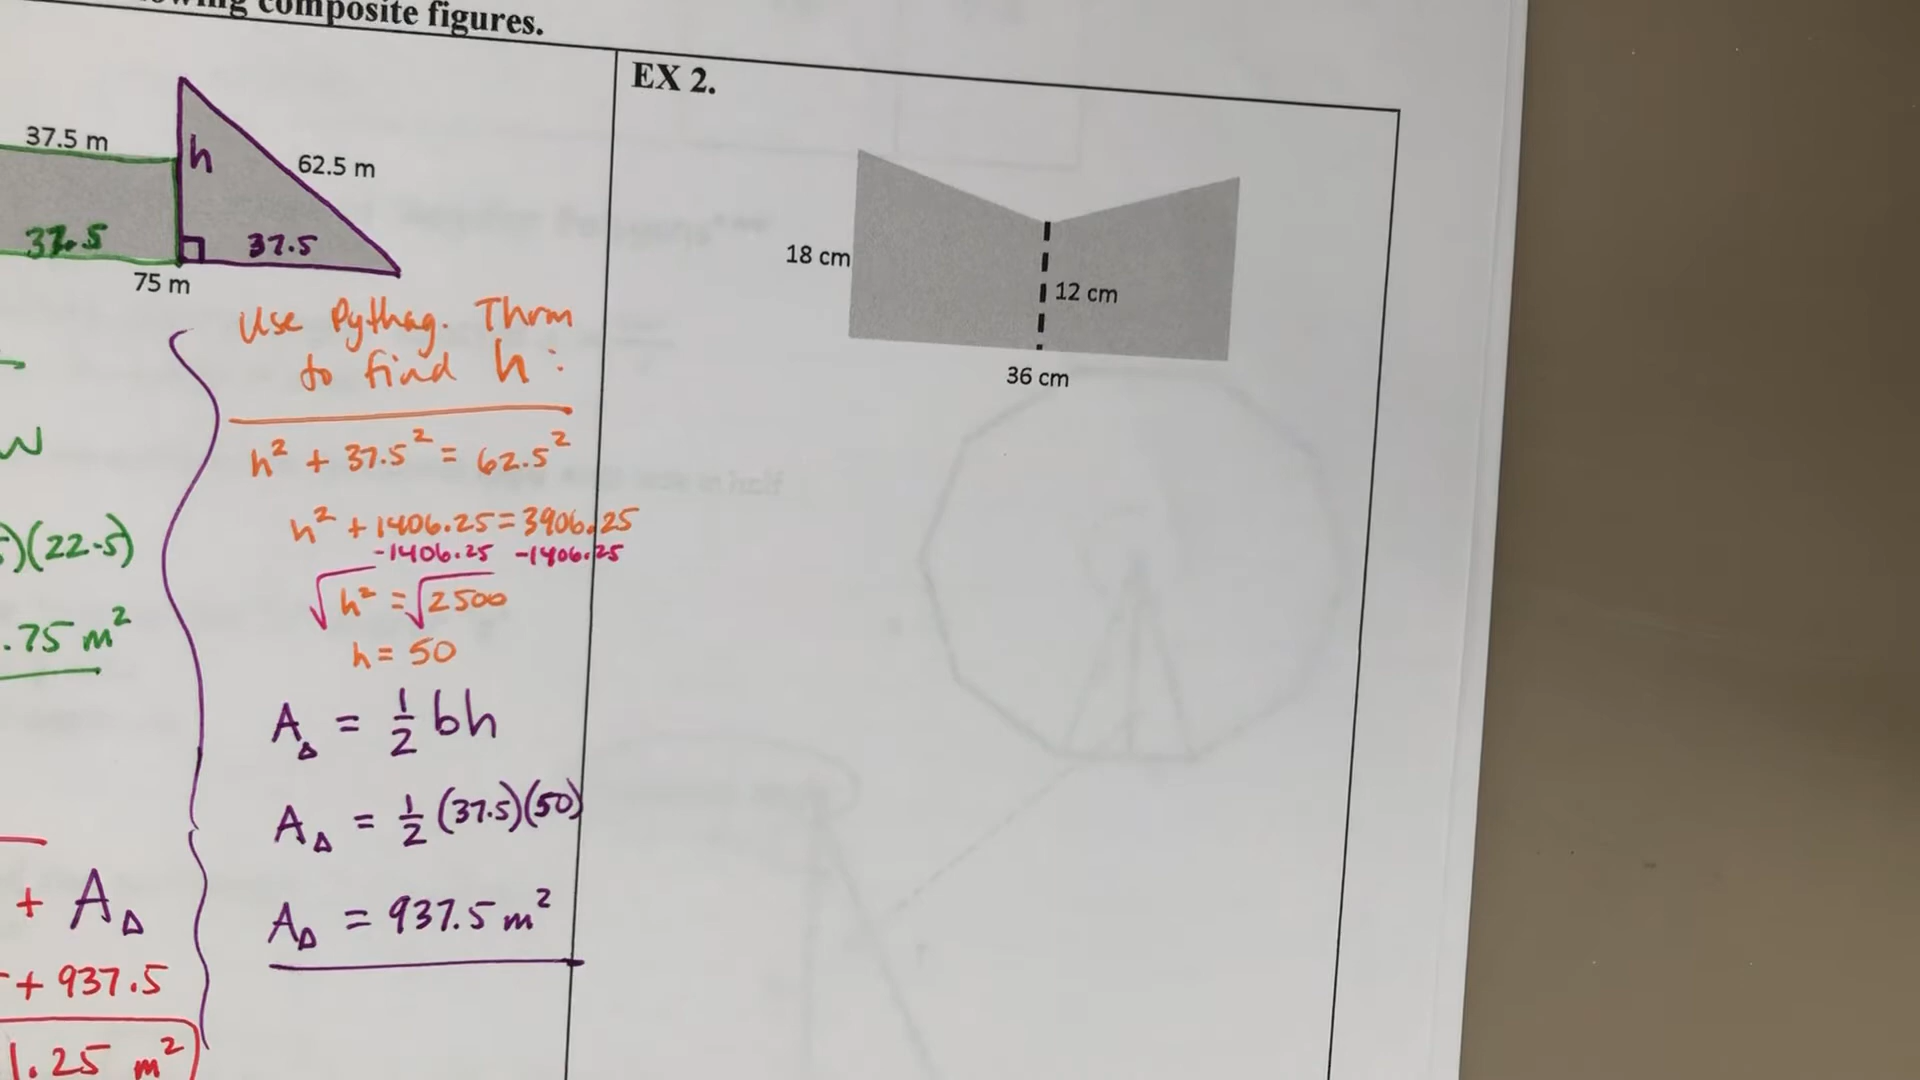 composite figures.
37.5 m
h
62.5 m
37.5
37.5
75 m
Use Pythag. Thrm
to find h:
h² + 37.5² = 62.5²
h² + 1406.25 = 3906.25
-1406.25 -1406.25
√h² = √2500
h = 50
A△ = 1/2 bh
A△ = 1/2 (37.5)(50)
A△ = 937.5 m²
W
)(22.5)
.75 m²
+ A△
+ 937.5
1.25 m²
EX 2.
18 cm
12 cm
36 cm